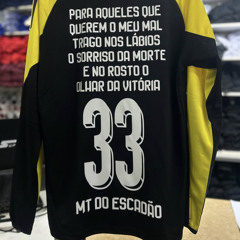 PARA AQUELES QUE
QUEREM O MEU MAL
TRAGO NOS LÁBIOS
O SORRISO DA MORTE
E NO ROSTO O
OLHAR DA VITÓRIA
33
MT DO ESCADÃO